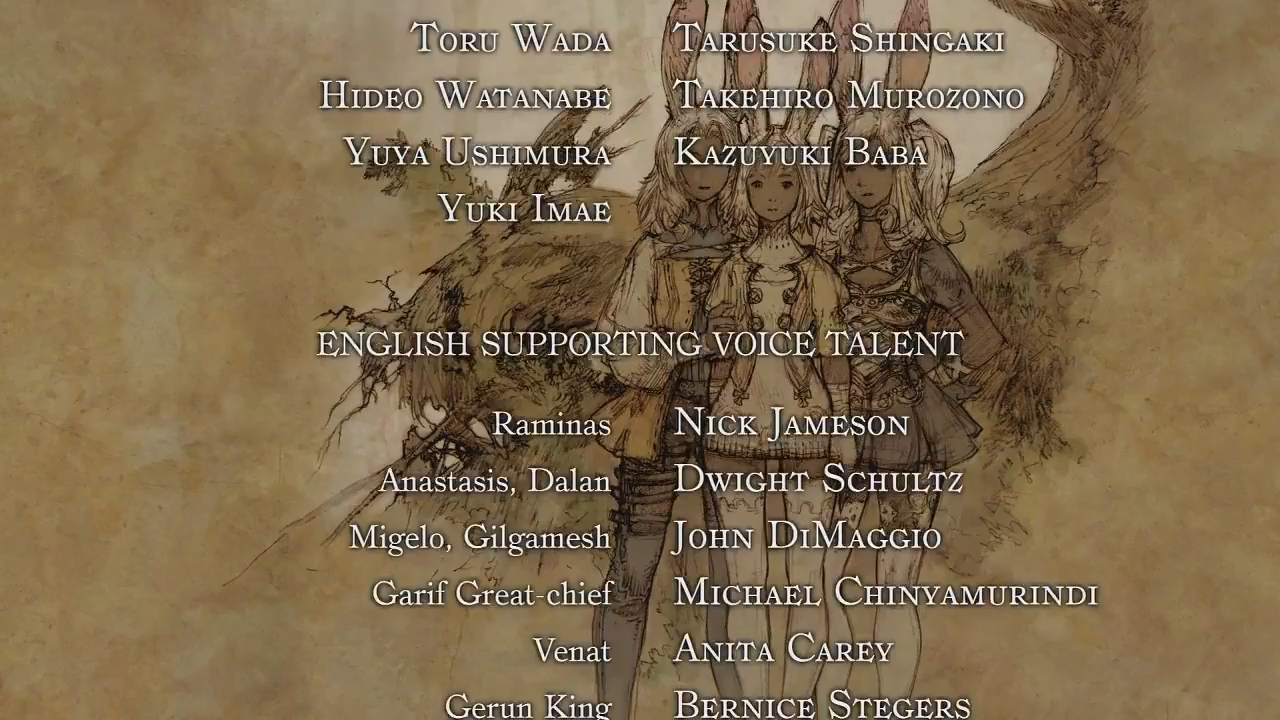 Toru Wada Tarusuke Shingaki
Hideo Watanabe Takehiro Murozono
Yuya Ushimura Kazuyuki Baba
Yuki Imae
ENGLISH SUPPORTING VOICE TALENT
Raminas Nick Jameson
Anastasis, Dalan Dwight Schultz
Migelo, Gilgamesh John DiMaggio
Garif Great-chief Michael Chinyamurindi
Venat Anita Carey
Gerun King Bernice Stegers